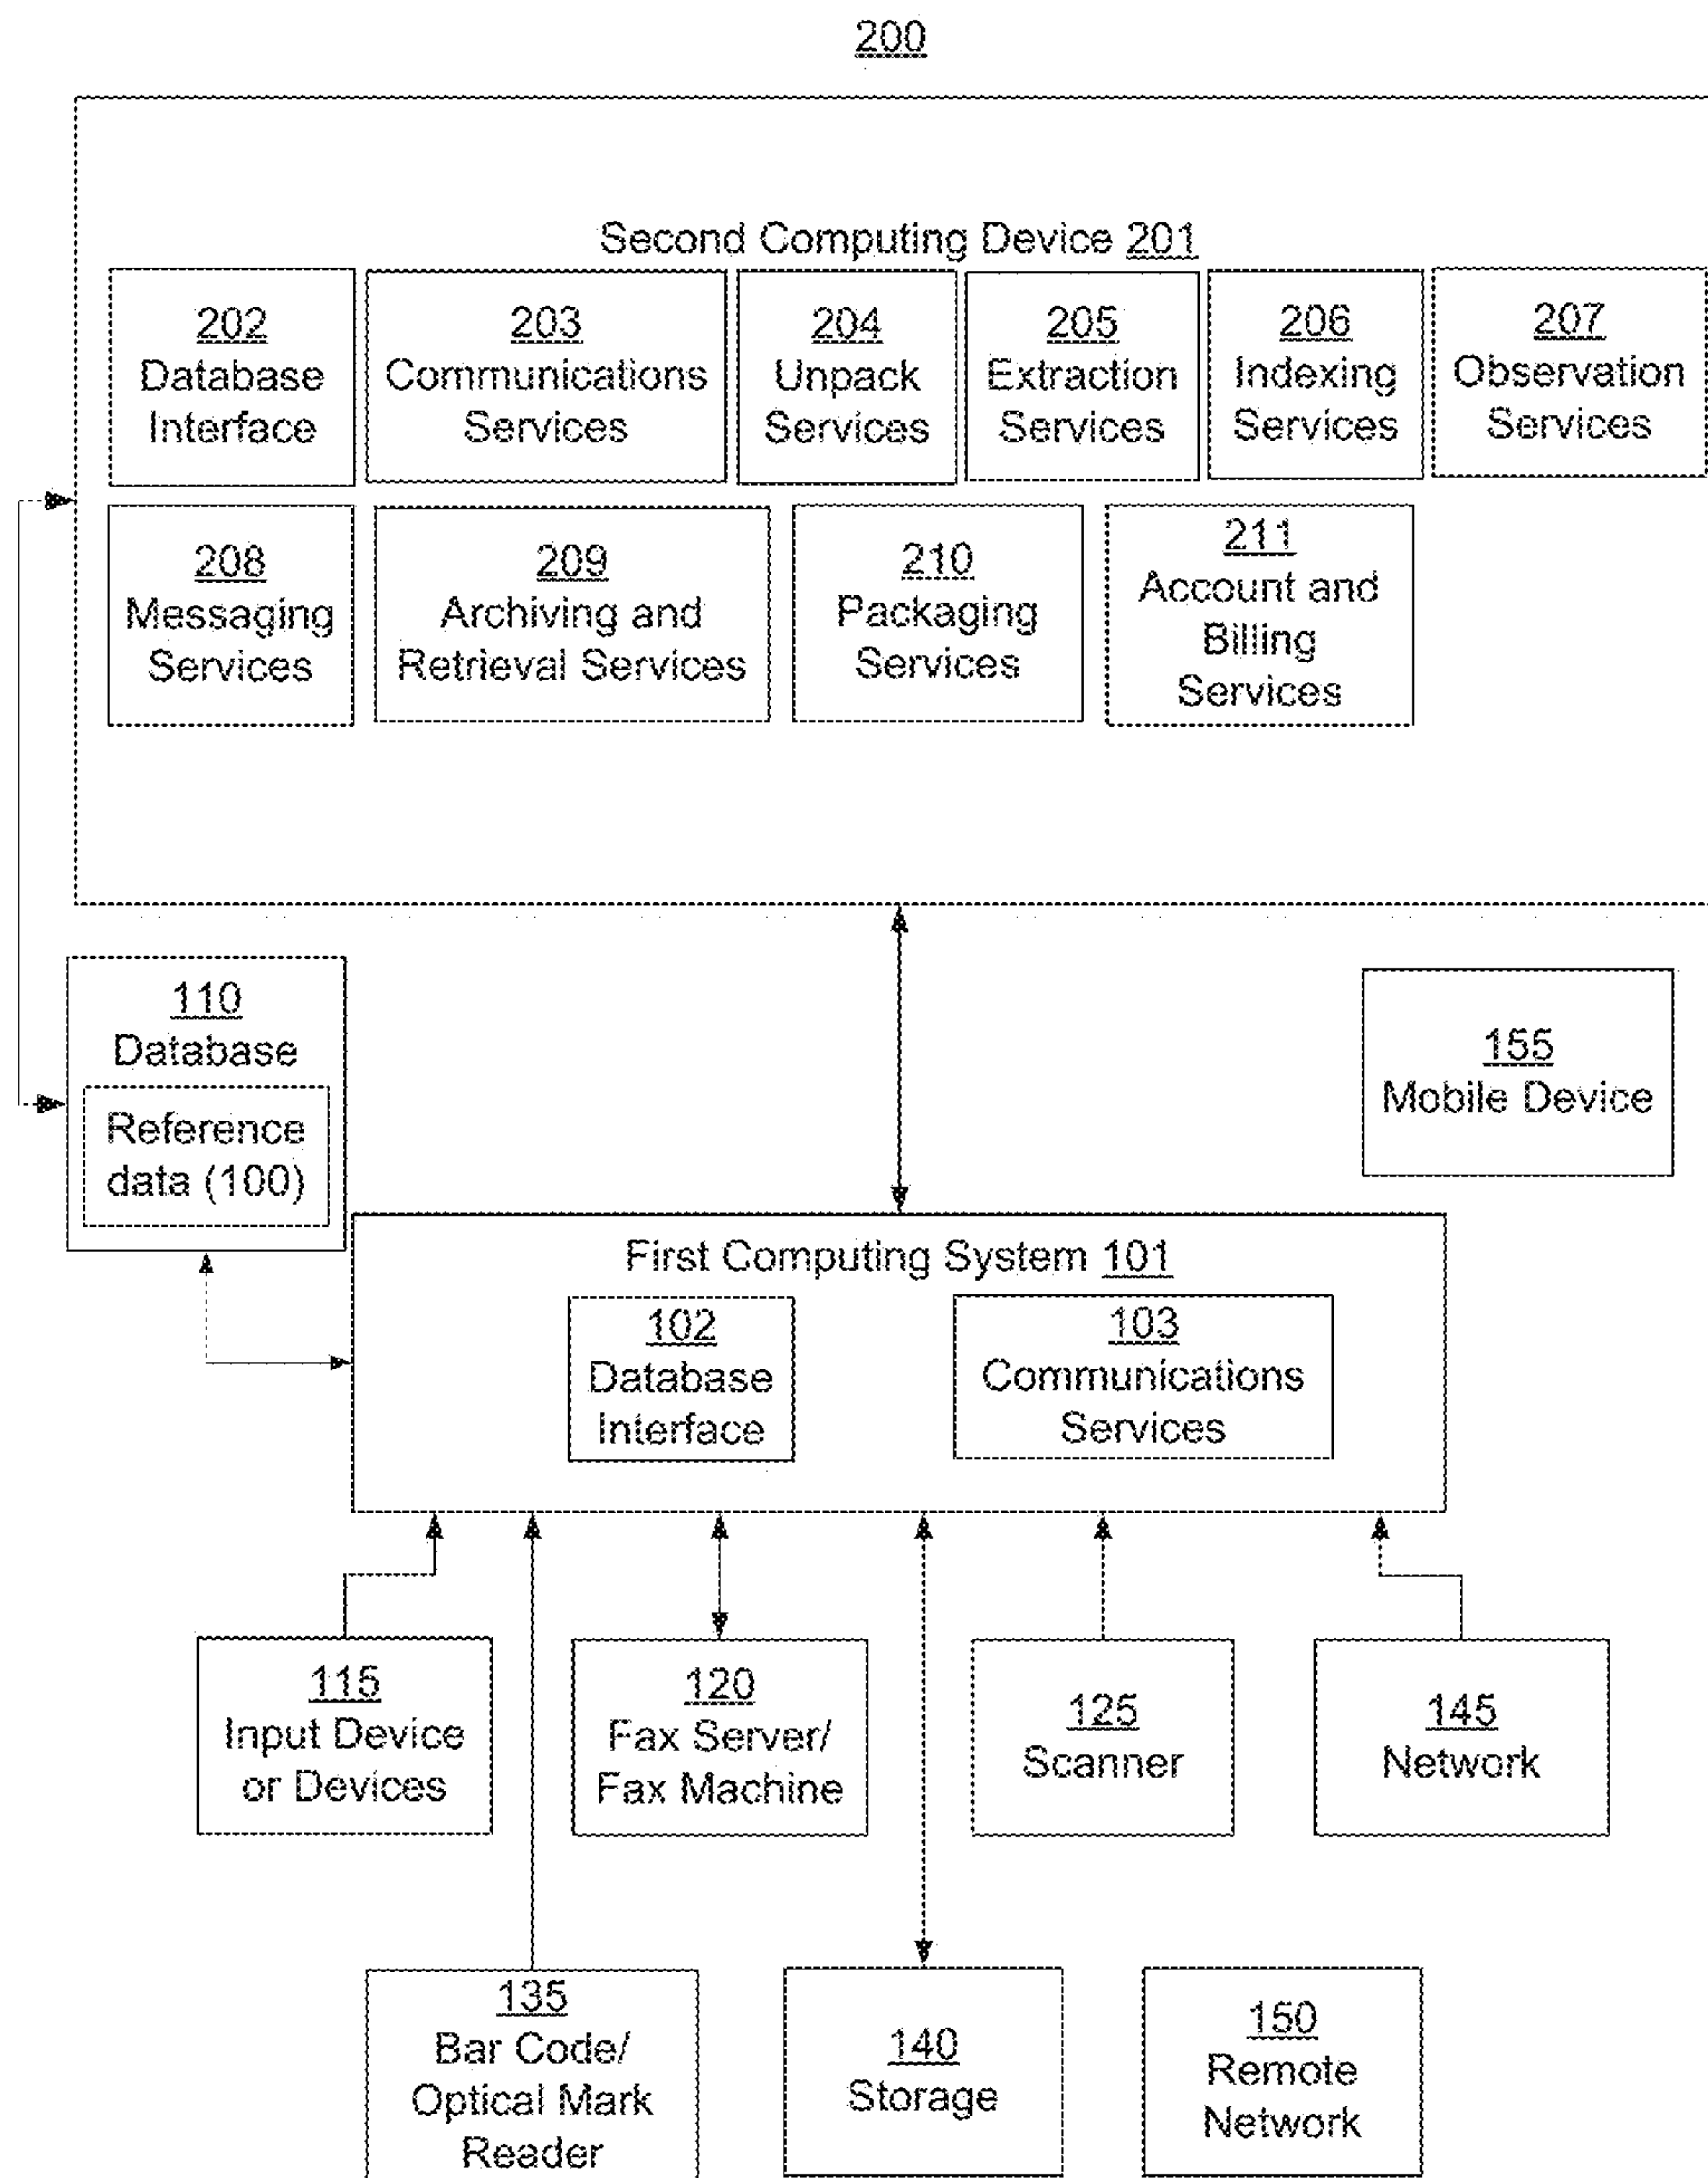 200
Second Computing Device 201
202
Database
Interface
203
Communications
Services
204
Unpack
Services
205
Extraction
Services
206
Indexing
Services
207
Observation
Services
208
Messaging
Services
209
Archiving and
Retrieval Services
210
Packaging
Services
211
Account and
Billing
Services
110
Database
Reference
data (100)
155
Mobile Device
First Computing System 101
102
Database
Interface
103
Communications
Services
115
Input Device
or Devices
120
Fax Server/
Fax Machine
125
Scanner
145
Network
135
Bar Code/
Optical Mark
Reader
140
Storage
150
Remote
Network